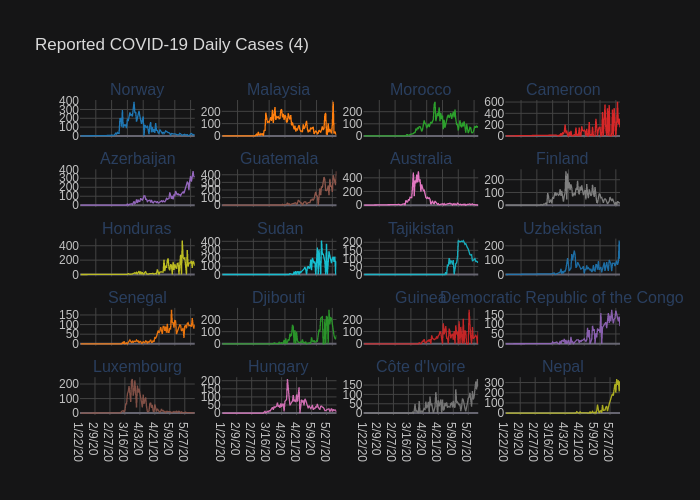 Reported COVID-19 Daily Cases (4)
Norway Malaysia Morocco Cameroon
400 300 200 100 0
200 100 0
200 100 0
600 400 200 0
Azerbaijan Guatemala Australia Finland
400 300 200 100 0
400 300 200 100 0
400 200 0
200 100 0
Honduras Sudan Tajikistan Uzbekistan
400 200 0
400 300 200 100 0
200 150 100 50 0
200 100 0
Senegal Djibouti Guinea Democratic Republic of the Congo
150 100 50 0
200 100 0
200 100 0
150 100 50 0
Luxembourg Hungary Côte d'Ivoire Nepal
200 100 0
200 150 100 50 0
150 100 50 0
300 200 100 0
1/22/20 2/9/20 2/27/20 3/16/20 4/3/20 4/21/20 5/9/20 5/27/20
1/22/20 2/9/20 2/27/20 3/16/20 4/3/20 4/21/20 5/9/20 5/27/20
1/22/20 2/9/20 2/27/20 3/16/20 4/3/20 4/21/20 5/9/20 5/27/20
1/22/20 2/9/20 2/27/20 3/16/20 4/3/20 4/21/20 5/9/20 5/27/20